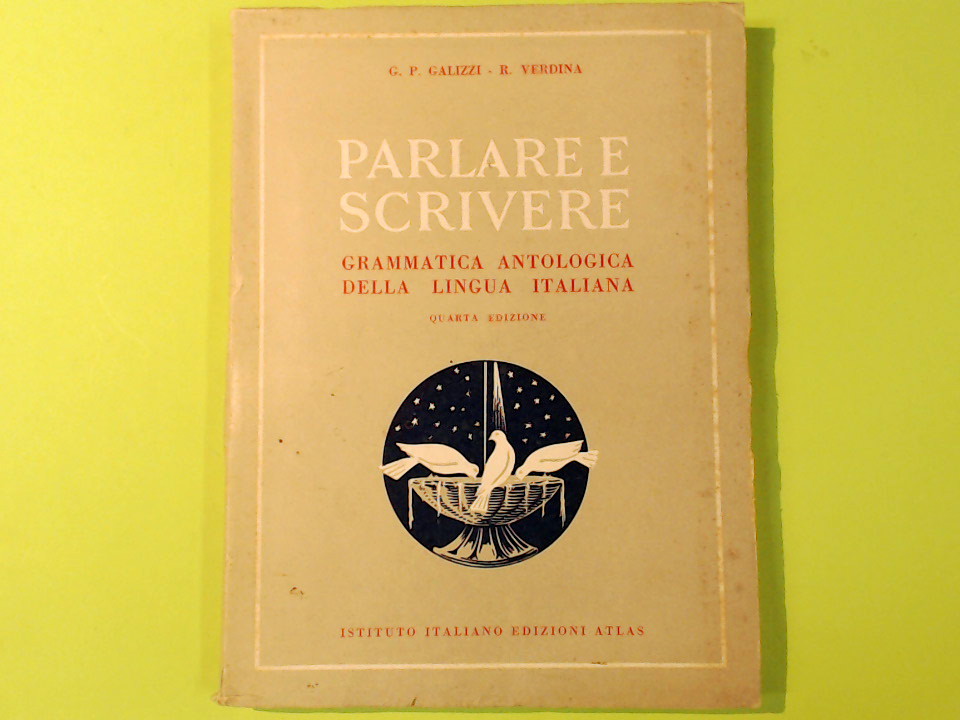 G. P. GALIZZI - R. VERDINA
PARLARE E
SCRIVERE
GRAMMATICA ANTOLOGICA
DELLA LINGUA ITALIANA
QUARTA EDIZIONE
ISTITUTO ITALIANO EDIZIONI ATLAS